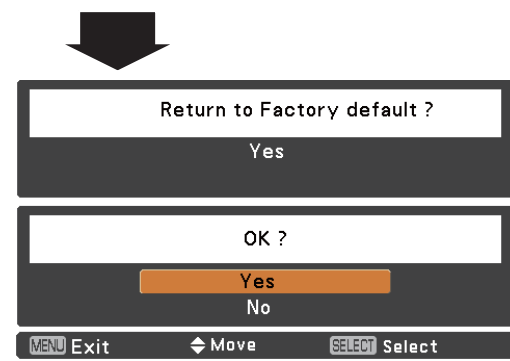 Return to Factory default ?
Yes
OK ?
Yes
No
MENU Exit Move SELECT Select